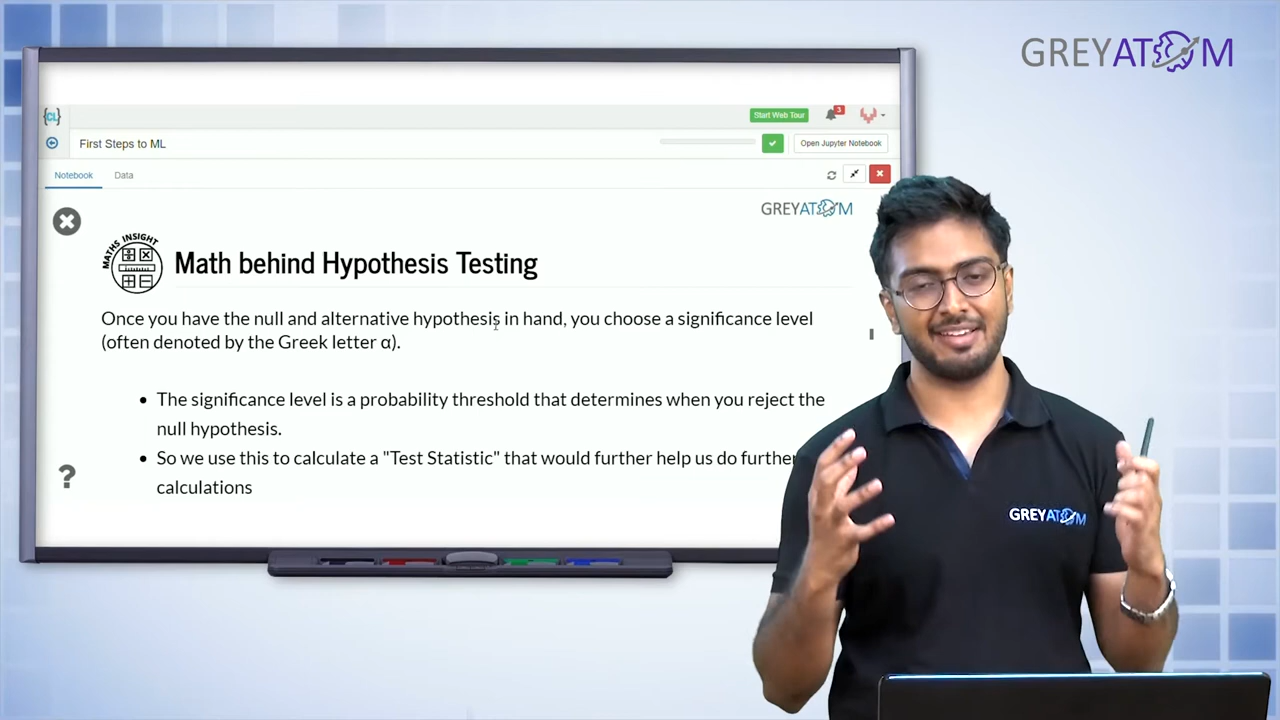 GREYATOM
{CL}
Start Web Tour
3
First Steps to ML
Open Jupyter Notebook
Notebook
Data
GREYATOM
MATHS INSIGHT
Math behind Hypothesis Testing
Once you have the null and alternative hypothesis in hand, you choose a significance level
(often denoted by the Greek letter α).
• The significance level is a probability threshold that determines when you reject the
null hypothesis.
• So we use this to calculate a "Test Statistic" that would further help us do further
calculations
?
GREYATOM